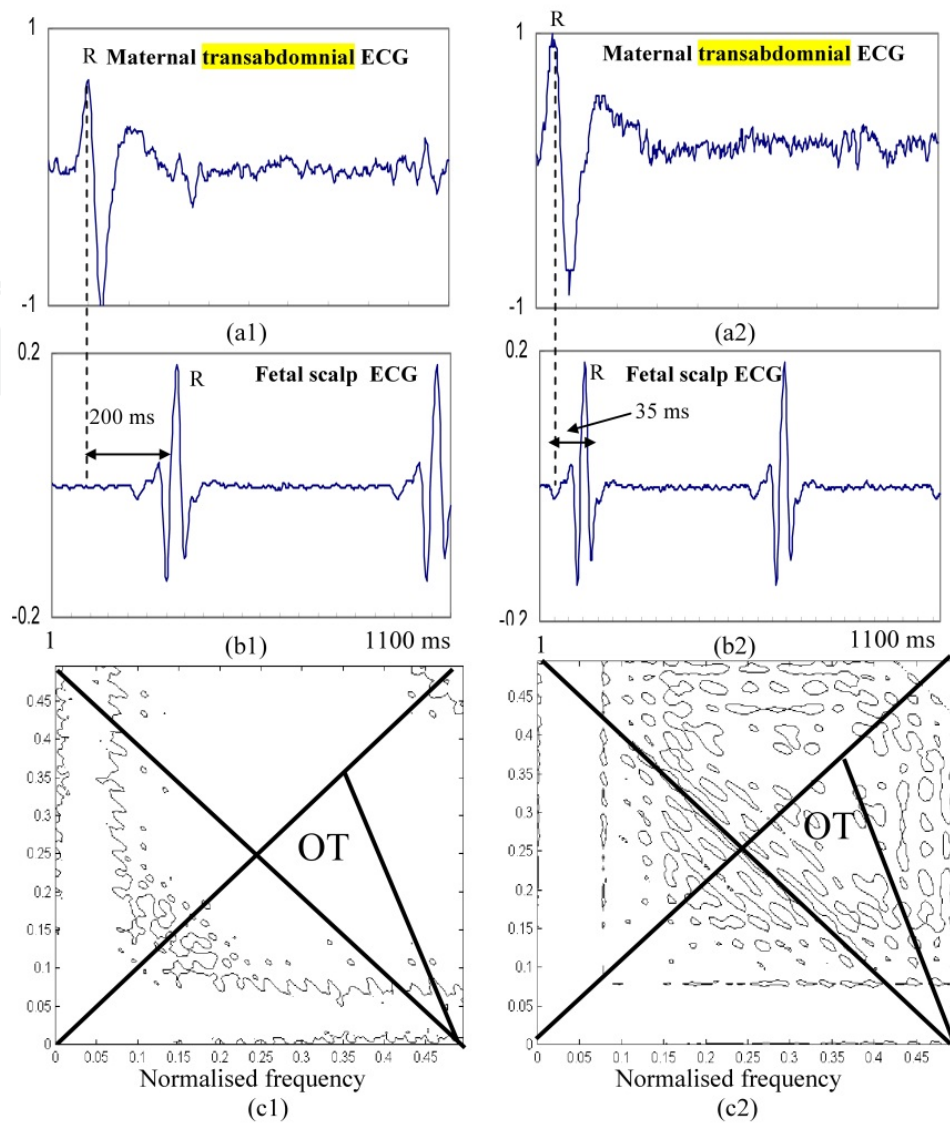 1
R
Maternal transabdomnial ECG
-1
(a1)
1
R
Maternal transabdomnial ECG
-1
(a2)
0.2
Fetal scalp ECG
R
200 ms
-0.2
1
(b1)
1100 ms
0.2
R
Fetal scalp ECG
35 ms
-0.2
1
(b2)
1100 ms
0.45
0.4
0.35
0.3
0.25
0.2
0.15
0.1
0.05
0
OT
0 0.05 0.1 0.15 0.2 0.25 0.3 0.35 0.4 0.45
Normalised frequency
(c1)
0.45
0.4
0.35
0.3
0.25
0.2
0.15
0.1
0.05
0
OT
0 0.05 0.1 0.15 0.2 0.25 0.3 0.35 0.4 0.45
Normalised frequency
(c2)